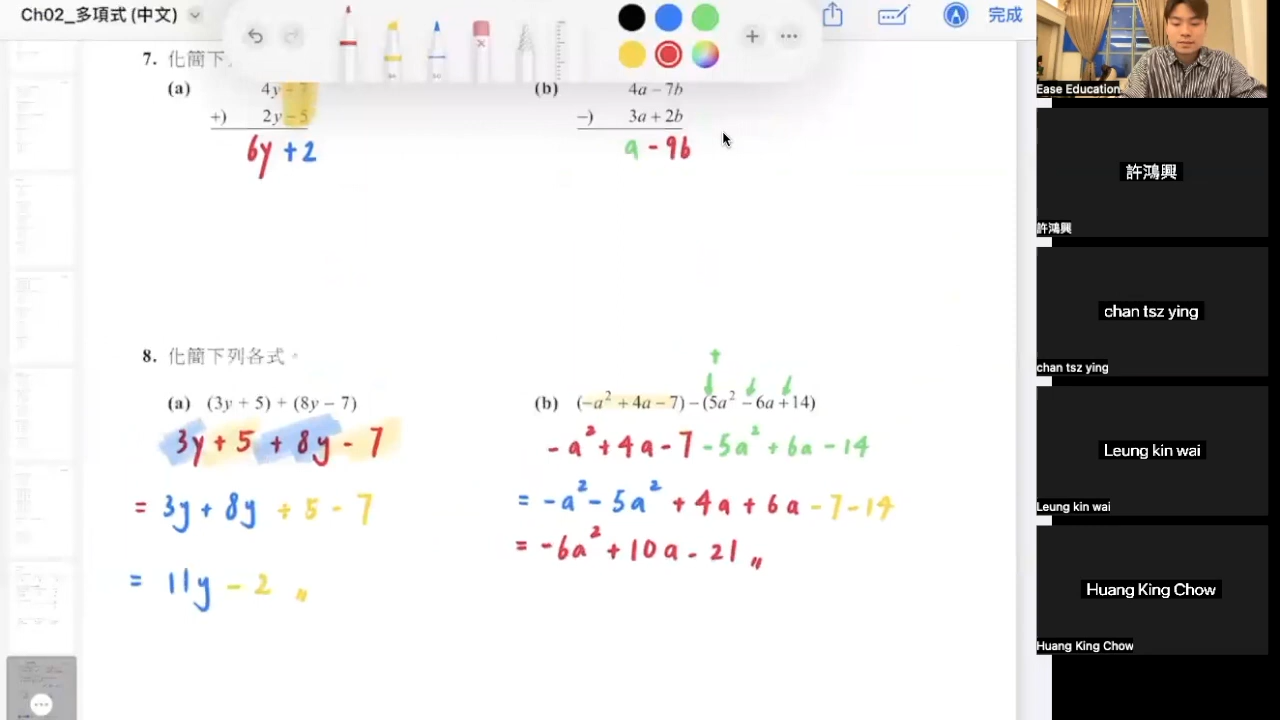 Ch02_多項式 (中文)
完成
7. 化簡下
(a) 4y – 7
+) 2y – 5
6y + 2
(b) 4a – 7b
–) 3a + 2b
a - 9b
8. 化簡下列各式。
(a) (3y + 5) + (8y – 7)
3y + 5 + 8y - 7
= 3y + 8y + 5 - 7
= 11y - 2 〃
+
(b) (–a² + 4a – 7) – (5a² – 6a + 14)
- a² + 4a - 7 - 5a² + 6a - 14
= - a² - 5a² + 4a + 6a - 7 - 14
= - 6a² + 10a - 21 〃
Ease Education
許鴻興
許鴻興
chan tsz ying
chan tsz ying
Leung kin wai
Leung kin wai
Huang King Chow
Huang King Chow